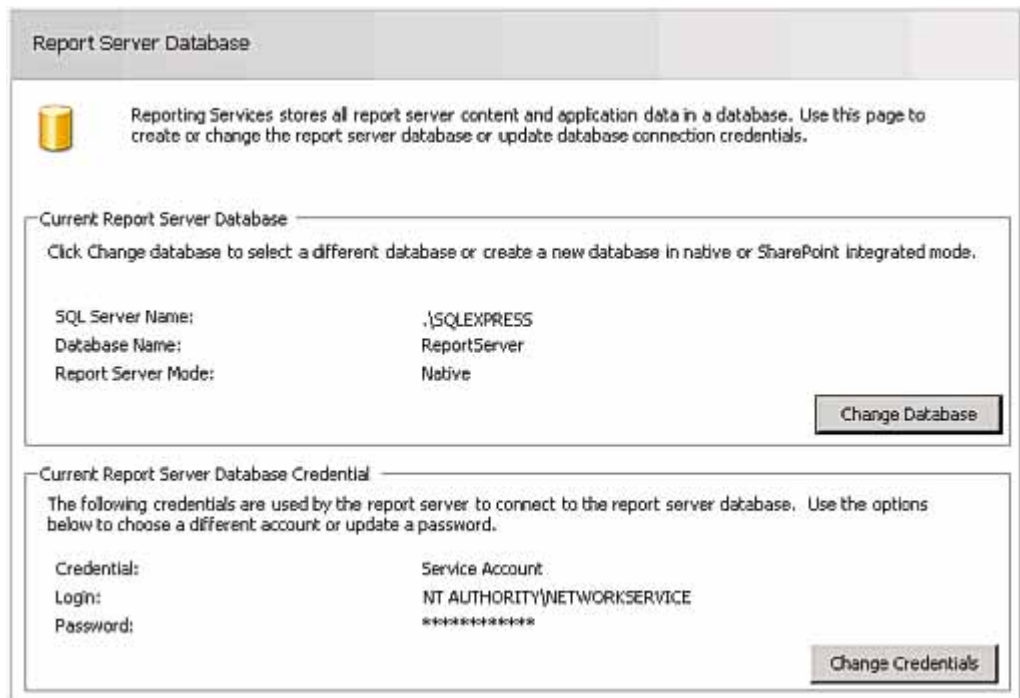 Report Server Database
Reporting Services stores all report server content and application data in a database. Use this page to
create or change the report server database or update database connection credentials.
Current Report Server Database
Click Change database to select a different database or create a new database in native or SharePoint integrated mode.
SQL Server Name: .\SQLEXPRESS
Database Name: ReportServer
Report Server Mode: Native
Change Database
Current Report Server Database Credential
The following credentials are used by the report server to connect to the report server database. Use the options
below to choose a different account or update a password.
Credential: Service Account
Login: NT AUTHORITY\NETWORKSERVICE
Password: ************
Change Credentials